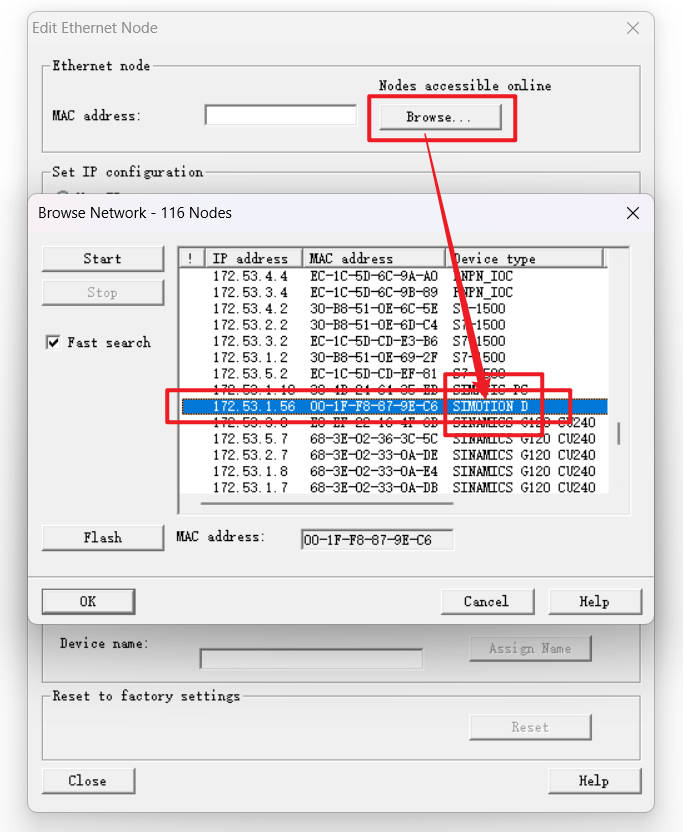 Edit Ethernet Node
Ethernet node
Nodes accessible online
MAC address:
Browse...
Set IP configuration
Browse Network - 116 Nodes
Start
Stop
Fast search
! IP address MAC address Device type
172.53.4.4 EC-1C-5D-6C-9A-A0 PNPN_IOC
172.53.3.4 EC-1C-5D-6C-9B-89 PNPN_IOC
172.53.4.2 30-B8-51-0E-6C-5E S7-1500
172.53.2.2 30-B8-51-0E-6D-C4 S7-1500
172.53.3.2 EC-1C-5D-CD-E3-B6 S7-1500
172.53.1.2 30-B8-51-0E-69-2F S7-1500
172.53.5.2 EC-1C-5D-CD-EF-81 S7-1500
SIMATIC-PC
172.53.1.56 00-1F-F8-87-9E-C6 SIMOTION D
SINAMICS G120 CU240
172.53.5.7 68-3E-02-36-3C-5C SINAMICS G120 CU240
172.53.2.7 68-3E-02-33-0A-DE SINAMICS G120 CU240
172.53.1.8 68-3E-02-33-0A-E4 SINAMICS G120 CU240
172.53.1.7 68-3E-02-33-0A-DB SINAMICS G120 CU240
Flash
MAC address:
00-1F-F8-87-9E-C6
OK
Cancel
Help
Device name:
Assign Name
Reset to factory settings
Reset
Close
Help